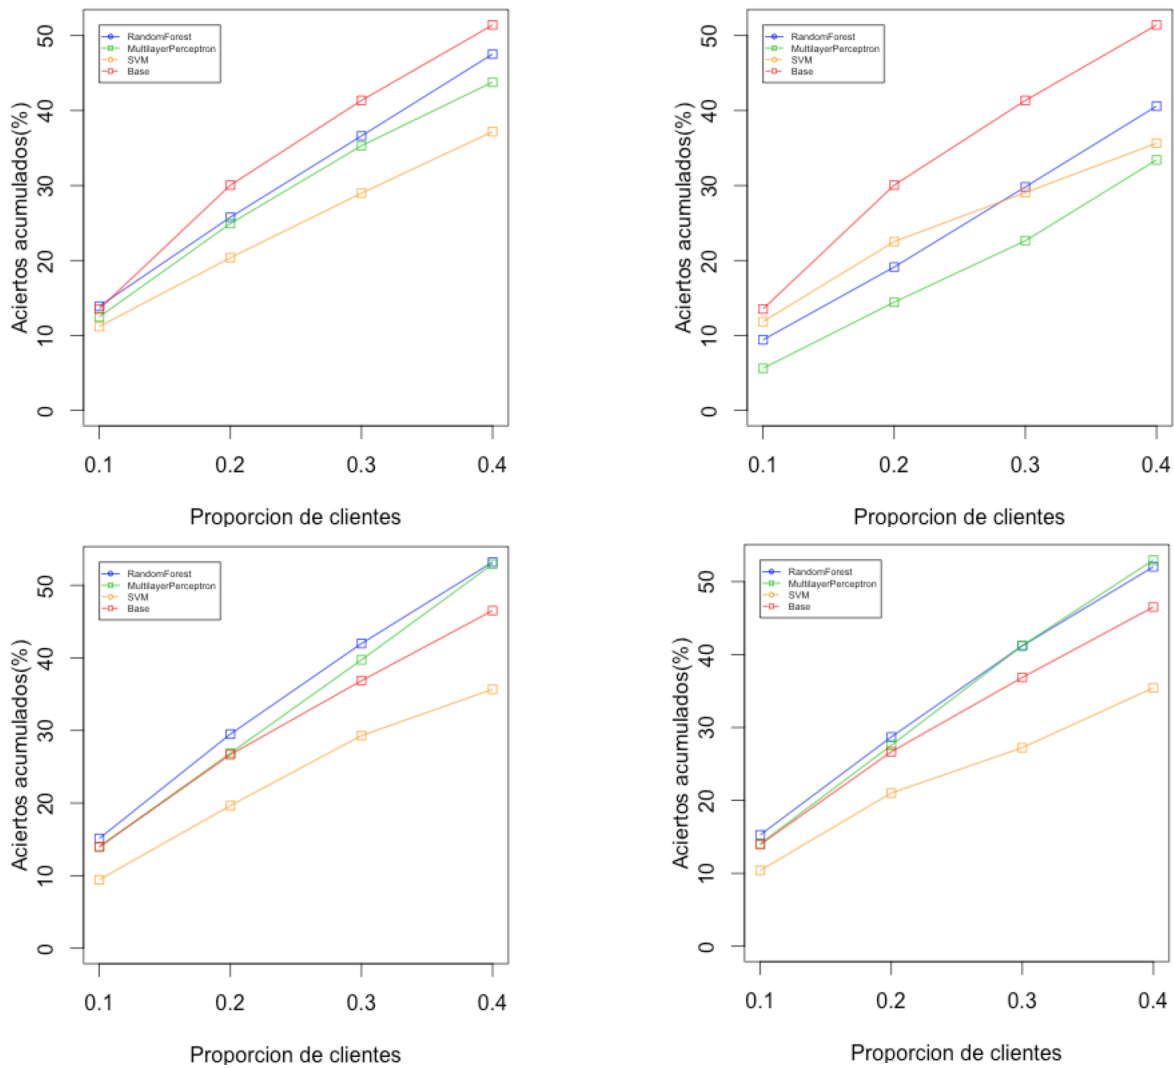 RandomForest
MultilayerPerceptron
SVM
Base
Aciertos acumulados(%)
0 10 20 30 40 50
0.1 0.2 0.3 0.4
Proporcion de clientes
RandomForest
MultilayerPerceptron
SVM
Base
Aciertos acumulados(%)
0 10 20 30 40 50
0.1 0.2 0.3 0.4
Proporcion de clientes
RandomForest
MultilayerPerceptron
SVM
Base
Aciertos acumulados(%)
0 10 20 30 40 50
0.1 0.2 0.3 0.4
Proporcion de clientes
RandomForest
MultilayerPerceptron
SVM
Base
Aciertos acumulados(%)
0 10 20 30 40 50
0.1 0.2 0.3 0.4
Proporcion de clientes